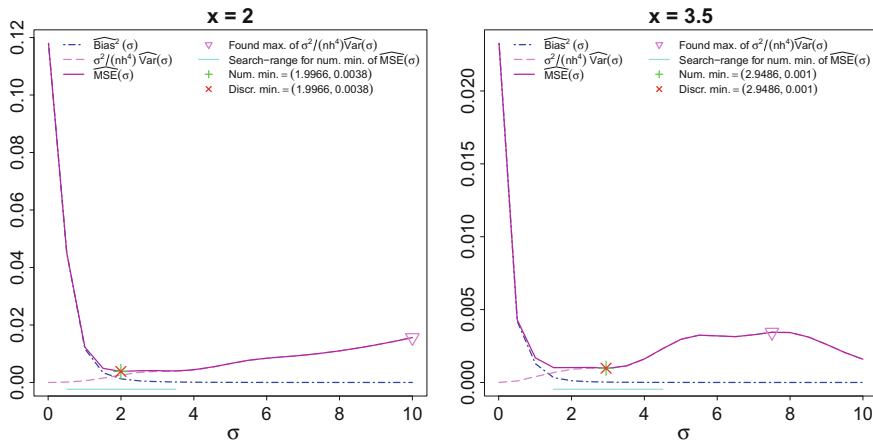 x = 2
0.00 0.02 0.04 0.06 0.08 0.10 0.12
Bias²(σ)
σ²/(nh⁴) Var(σ)
MSE(σ)
Found max. of σ²/(nh⁴)Var(σ)
Search-range for num. min. of MSE(σ)
Num. min. = (1.9966, 0.0038)
Discr. min. = (1.9966, 0.0038)
0 2 4 6 8 10
σ
x = 3.5
0.000 0.005 0.010 0.015 0.020
Bias²(σ)
σ²/(nh⁴) Var(σ)
MSE(σ)
Found max. of σ²/(nh⁴)Var(σ)
Search-range for num. min. of MSE(σ)
Num. min. = (2.9486, 0.001)
Discr. min. = (2.9486, 0.001)
0 2 4 6 8 10
σ